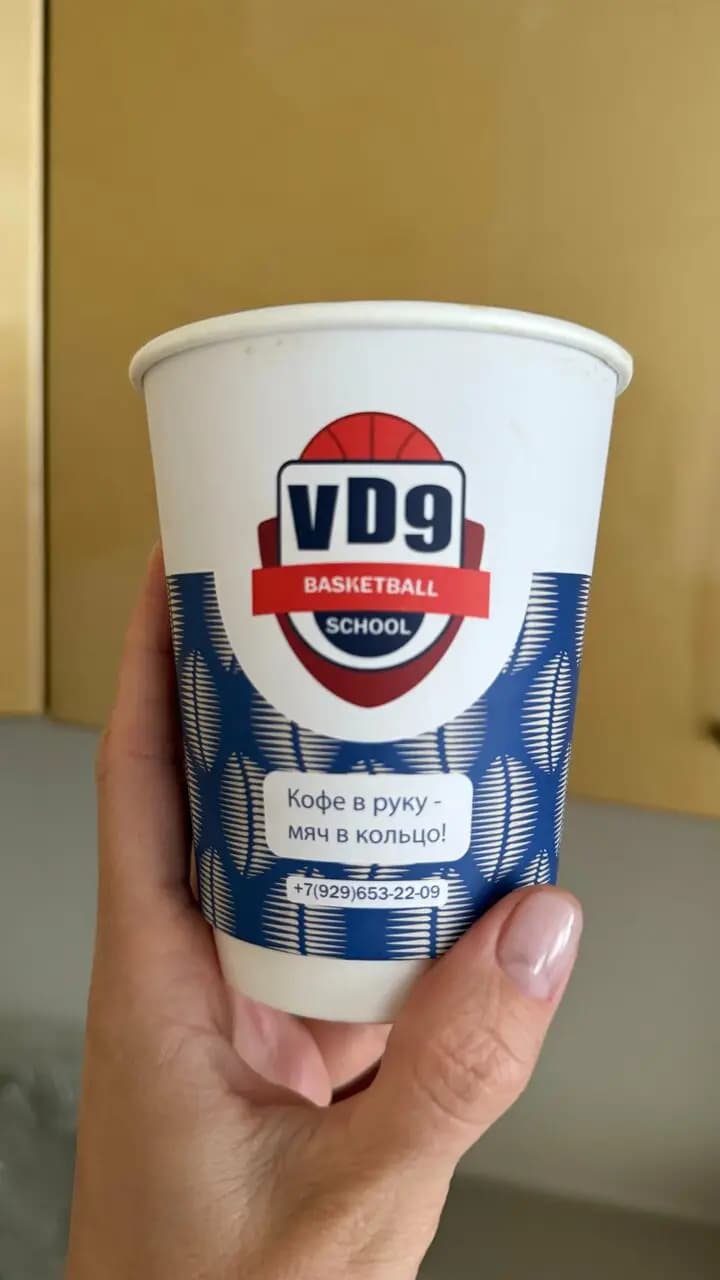 VD9
BASKETBALL
SCHOOL
Кофе в руку -
мяч в кольцо!
+7(929)653-22-09